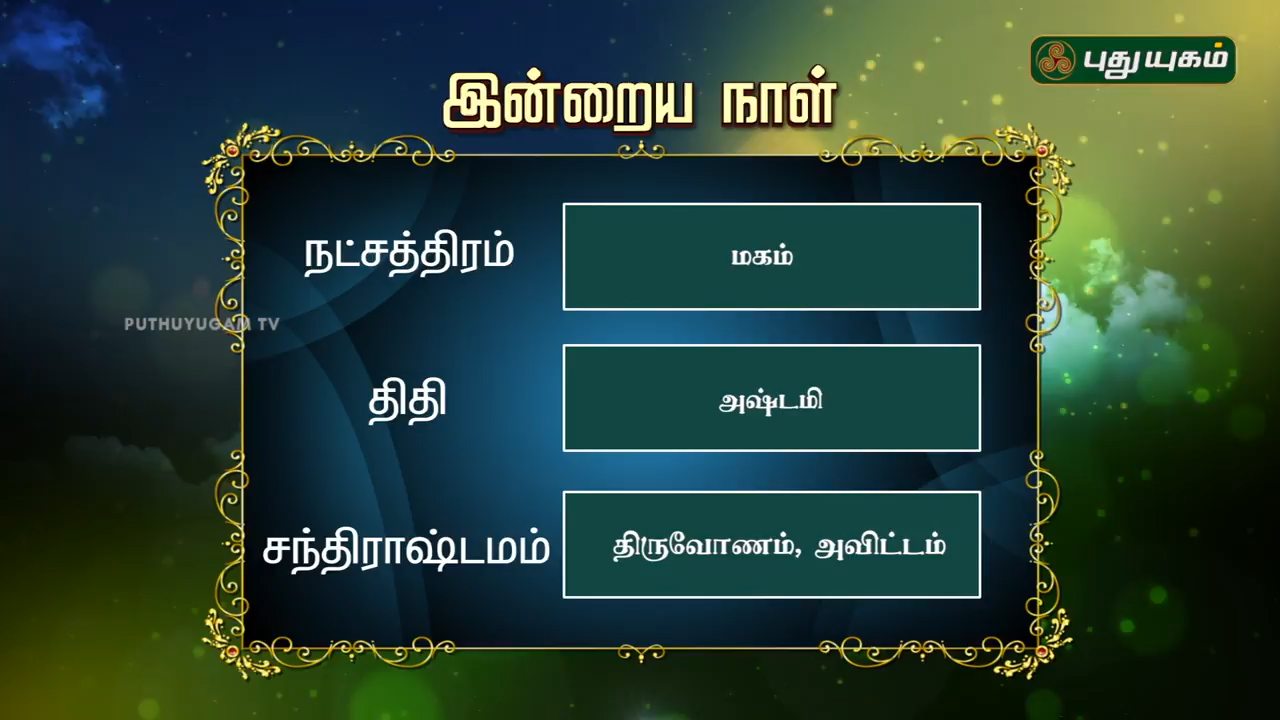 புதுயுகம்
இன்றைய நாள்
நட்சத்திரம்
மகம்
PUTHUYUGAM TV
திதி
அஷ்டமி
சந்திராஷ்டமம்
திருவோணம், அவிட்டம்